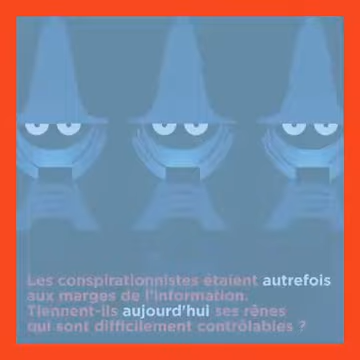 Les conspirationnistes étaient autrefois
aux marges de l'information.
Tiennent-ils aujourd'hui ses rênes
qui sont difficilement contrôlables ?